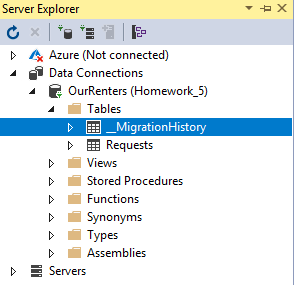 Server Explorer
Azure (Not connected)
Data Connections
OurRenters (Homework_5)
Tables
__MigrationHistory
Requests
Views
Stored Procedures
Functions
Synonyms
Types
Assemblies
Servers